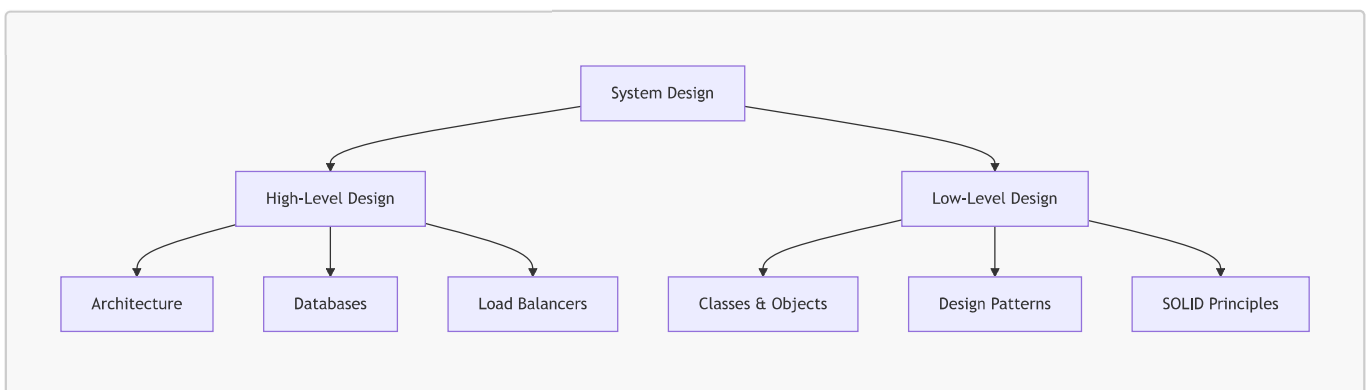 System Design
High-Level Design
Low-Level Design
Architecture
Databases
Load Balancers
Classes & Objects
Design Patterns
SOLID Principles